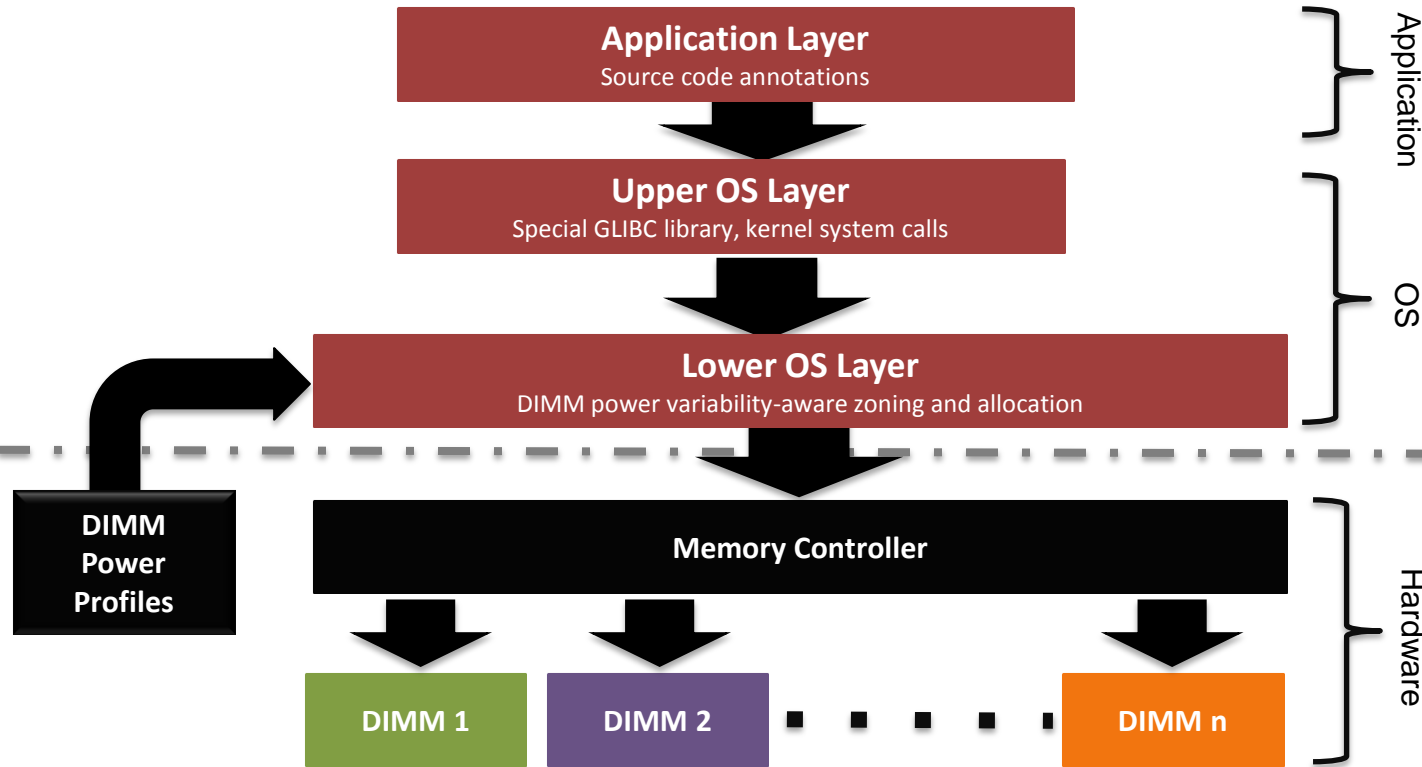 Application Layer
Source code annotations
Application
Upper OS Layer
Special GLIBC library, kernel system calls
OS
Lower OS Layer
DIMM power variability-aware zoning and allocation
DIMM
Power
Profiles
Memory Controller
Hardware
DIMM 1
DIMM 2
DIMM n